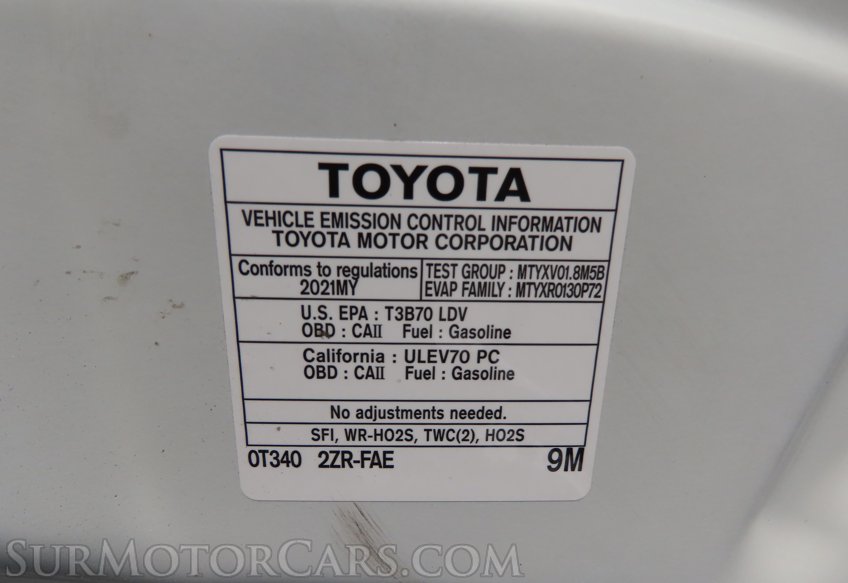 TOYOTA
VEHICLE EMISSION CONTROL INFORMATION
TOYOTA MOTOR CORPORATION
Conforms to regulations
2021MY
TEST GROUP : MTYXV01.8M5B
EVAP FAMILY : MTYXR0130P72
U.S. EPA : T3B70 LDV
OBD : CAII Fuel : Gasoline
California : ULEV70 PC
OBD : CAII Fuel : Gasoline
No adjustments needed.
SFI, WR-HO2S, TWC(2), HO2S
0T340 2ZR-FAE 9M
SurMotorCars.com